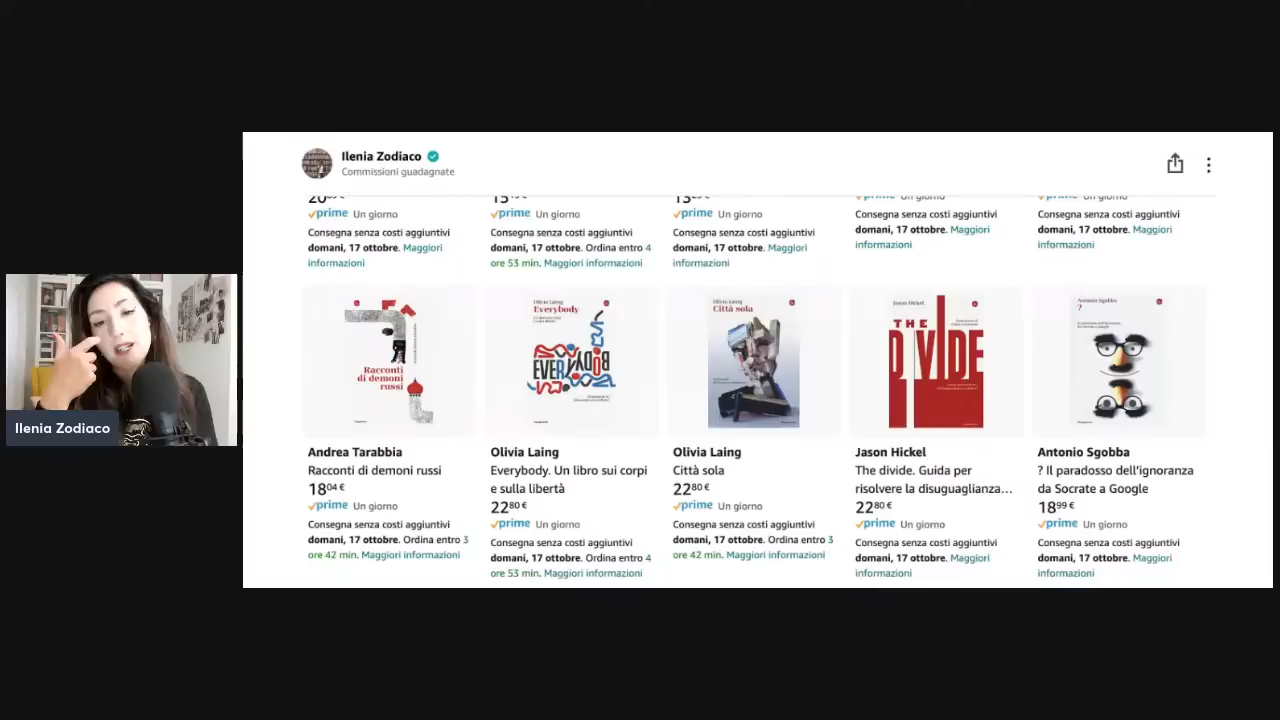 Ilenia Zodiaco
Commissioni guadagnate
prime Un giorno
Consegna senza costi aggiuntivi
domani, 17 ottobre. Maggiori
informazioni
prime Un giorno
Consegna senza costi aggiuntivi
domani, 17 ottobre. Ordina entro 4
ore 53 min. Maggiori informazioni
prime Un giorno
Consegna senza costi aggiuntivi
domani, 17 ottobre. Maggiori
informazioni
prime Un giorno
Consegna senza costi aggiuntivi
domani, 17 ottobre. Maggiori
informazioni
prime Un giorno
Consegna senza costi aggiuntivi
domani, 17 ottobre. Maggiori
informazioni
Racconti
di demoni
russi
Andrea Tarabbia
Racconti di demoni russi
1804 €
prime Un giorno
Consegna senza costi aggiuntivi
domani, 17 ottobre. Ordina entro 3
ore 42 min. Maggiori informazioni
Olivia Laing
Everybody
EVERYBODY
Olivia Laing
Everybody. Un libro sui corpi
e sulla libertà
2280 €
prime Un giorno
Consegna senza costi aggiuntivi
domani, 17 ottobre. Ordina entro 4
ore 53 min. Maggiori informazioni
Olivia Laing
Città sola
Olivia Laing
Città sola
2280 €
prime Un giorno
Consegna senza costi aggiuntivi
domani, 17 ottobre. Ordina entro 3
ore 42 min. Maggiori informazioni
Jason Hickel
THE
DIVIDE
Jason Hickel
The divide. Guida per
risolvere la disuguaglianza…
2280 €
prime Un giorno
Consegna senza costi aggiuntivi
domani, 17 ottobre. Maggiori
informazioni
Antonio Sgobba
?
Antonio Sgobba
? Il paradosso dell'ignoranza
da Socrate a Google
1899 €
prime Un giorno
Consegna senza costi aggiuntivi
domani, 17 ottobre. Maggiori
informazioni
Ilenia Zodiaco